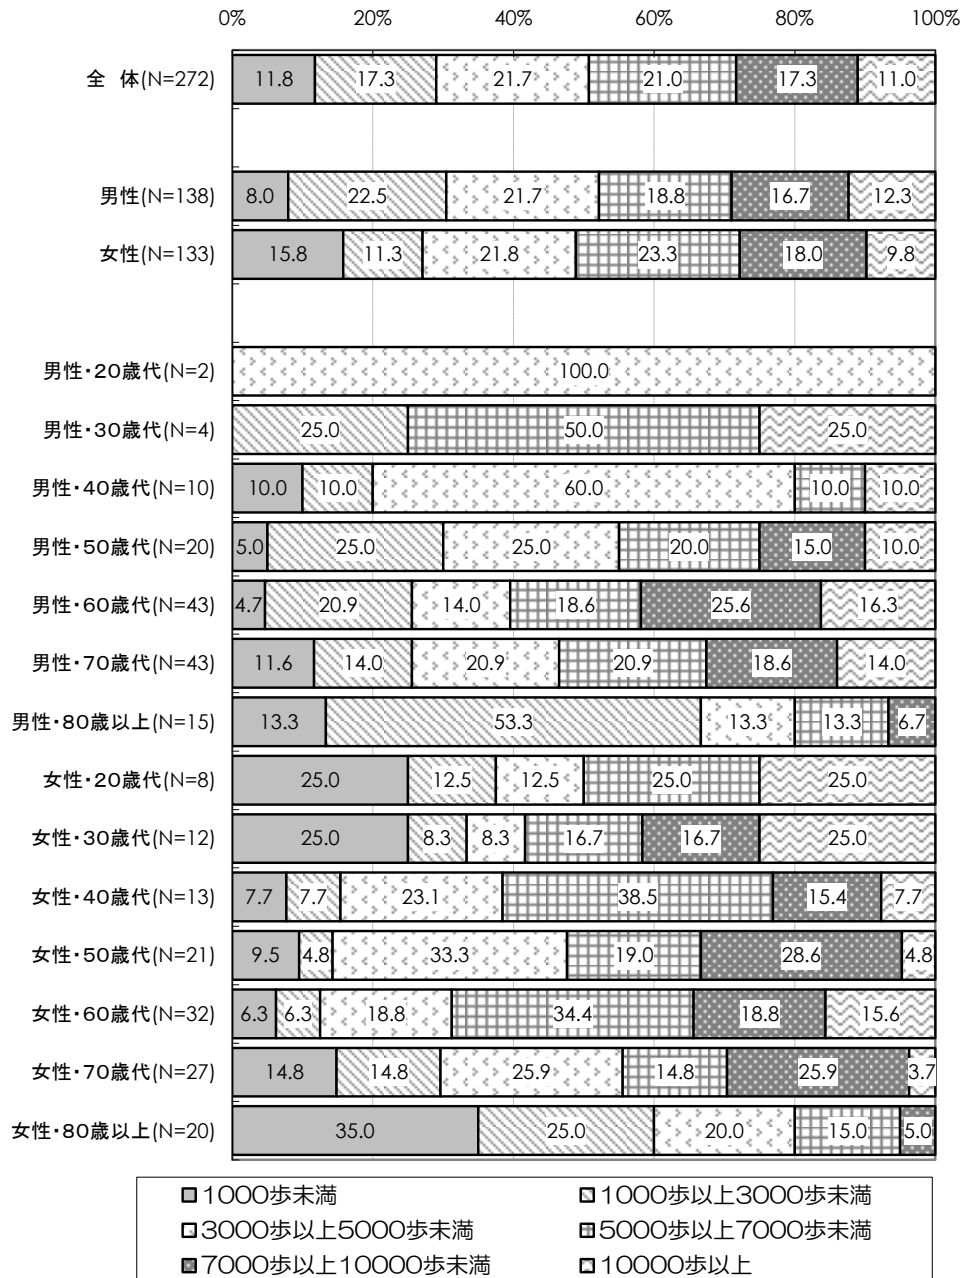 0% 20% 40% 60% 80% 100%
全 体(N=272) 11.8 17.3 21.7 21.0 17.3 11.0
男性(N=138) 8.0 22.5 21.7 18.8 16.7 12.3
女性(N=133) 15.8 11.3 21.8 23.3 18.0 9.8
男性・20歳代(N=2) 100.0
男性・30歳代(N=4) 25.0 50.0 25.0
男性・40歳代(N=10) 10.0 10.0 60.0 10.0 10.0
男性・50歳代(N=20) 5.0 25.0 25.0 20.0 15.0 10.0
男性・60歳代(N=43) 4.7 20.9 14.0 18.6 25.6 16.3
男性・70歳代(N=43) 11.6 14.0 20.9 20.9 18.6 14.0
男性・80歳以上(N=15) 13.3 53.3 13.3 13.3 6.7
女性・20歳代(N=8) 25.0 12.5 12.5 25.0 25.0
女性・30歳代(N=12) 25.0 8.3 8.3 16.7 16.7 25.0
女性・40歳代(N=13) 7.7 7.7 23.1 38.5 15.4 7.7
女性・50歳代(N=21) 9.5 4.8 33.3 19.0 28.6 4.8
女性・60歳代(N=32) 6.3 6.3 18.8 34.4 18.8 15.6
女性・70歳代(N=27) 14.8 14.8 25.9 14.8 25.9 3.7
女性・80歳以上(N=20) 35.0 25.0 20.0 15.0 5.0
1000歩未満 1000歩以上3000歩未満
3000歩以上5000歩未満 5000歩以上7000歩未満
7000歩以上10000歩未満 10000歩以上